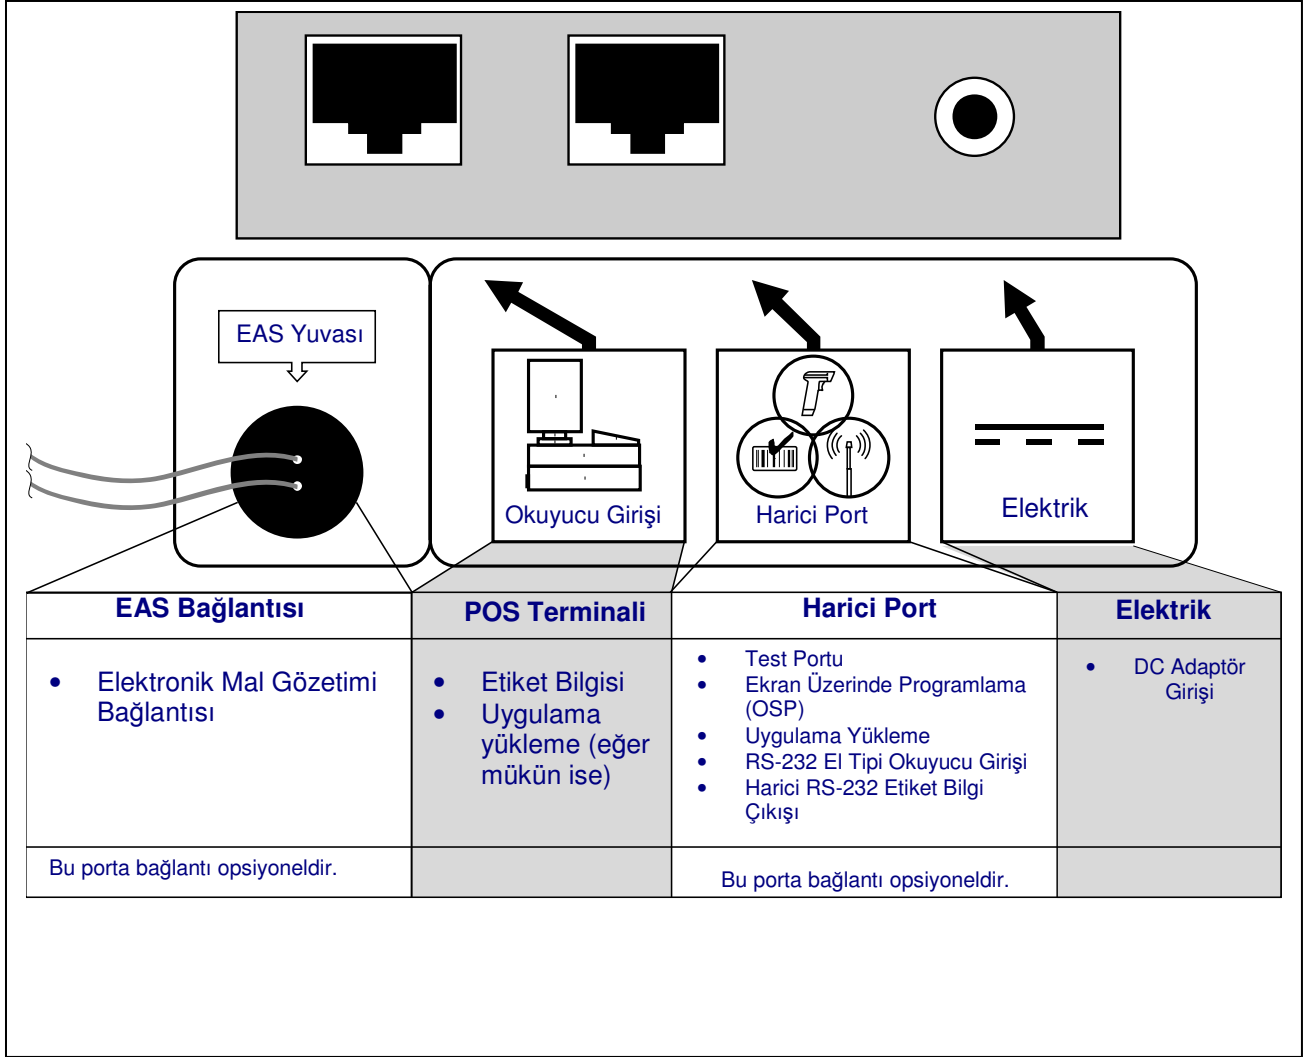 EAS Yuvası
Okuyucu Girişi
Harici Port
Elektrik
EAS Bağlantısı
• Elektronik Mal Gözetimi
Bağlantısı
Bu porta bağlantı opsiyoneldir.
POS Terminali
• Etiket Bilgisi
• Uygulama
yükleme (eğer
mükün ise)
Harici Port
• Test Portu
• Ekran Üzerinde Programlama
(OSP)
• Uygulama Yükleme
• RS-232 El Tipi Okuyucu Girişi
• Harici RS-232 Etiket Bilgi
Çıkışı
Bu porta bağlantı opsiyoneldir.
Elektrik
• DC Adaptör
Girişi